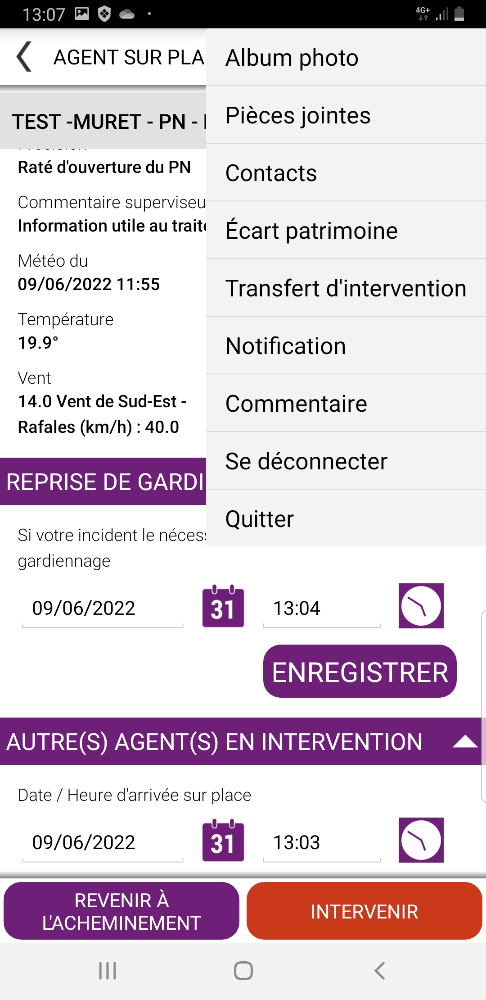 13:07
4G+
AGENT SUR PLA
TEST -MURET - PN -
Raté d'ouverture du PN
Commentaire superviseu
Information utile au traite
Météo du
09/06/2022 11:55
Température
19.9°
Vent
14.0 Vent de Sud-Est -
Rafales (km/h) : 40.0
Album photo
Pièces jointes
Contacts
Écart patrimoine
Transfert d'intervention
Notification
Commentaire
Se déconnecter
Quitter
REPRISE DE GARDI
Si votre incident le nécess
gardiennage
09/06/2022
31
13:04
ENREGISTRER
AUTRE(S) AGENT(S) EN INTERVENTION
Date / Heure d'arrivée sur place
09/06/2022
31
13:03
REVENIR À
L'ACHEMINEMENT
INTERVENIR